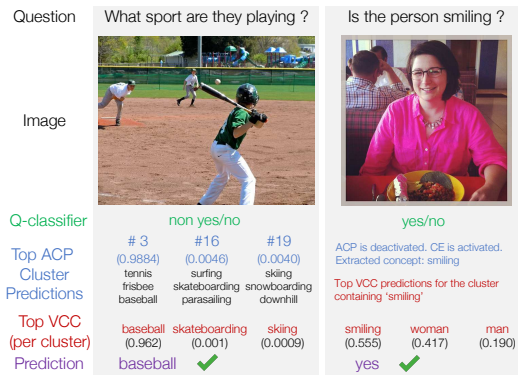 Question What sport are they playing ? Is the person smiling ?
Image
Q-classifier non yes/no yes/no
Top ACP Cluster Predictions
# 3 #16 #19
(0.9884) (0.0046) (0.0040)
tennis surfing skiing
frisbee skateboarding snowboarding
baseball parasailing downhill
ACP is deactivated. CE is activated.
Extracted concept: smiling
Top VCC predictions for the cluster
containing ‘smiling’
Top VCC (per cluster)
baseball skateboarding skiing smiling woman man
(0.962) (0.001) (0.0009) (0.555) (0.417) (0.190)
Prediction baseball yes